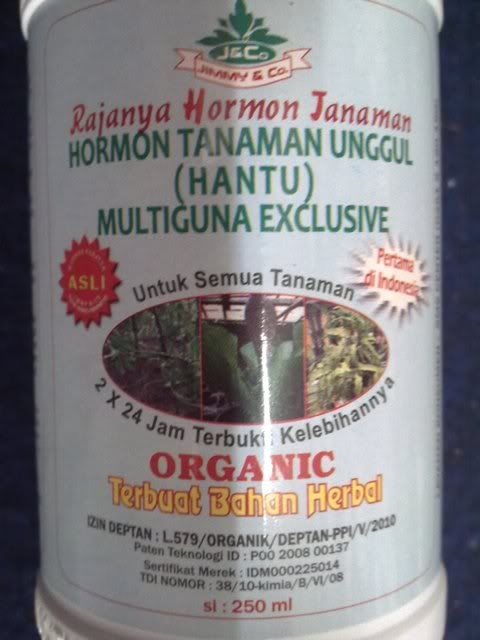 J&Co
JIMMY & Co.
Rajanya Hormon Tanaman
HORMON TANAMAN UNGGUL
(HANTU)
MULTIGUNA EXCLUSIVE
ASLI
Pertama
di Indonesia
Untuk Semua Tanaman
2 X 24 Jam Terbukti Kelebihannya
ORGANIC
Terbuat Bahan Herbal
IZIN DEPTAN : L.579/ORGANIK/DEPTAN-PPI/V/2010
Paten Teknologi ID : P00 2008 00137
Sertifikat Merek : IDM000225014
TDI NOMOR : 38/10-kimia/B/VI/08
si : 250 ml